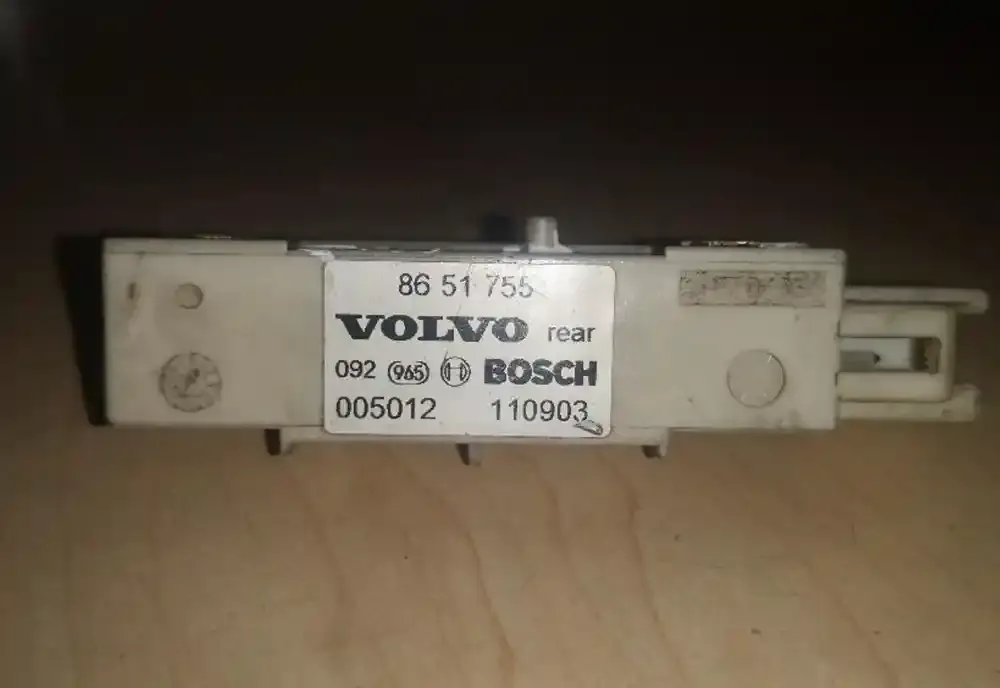 86 51 755
VOLVO rear
092 965 BOSCH
005012 110903